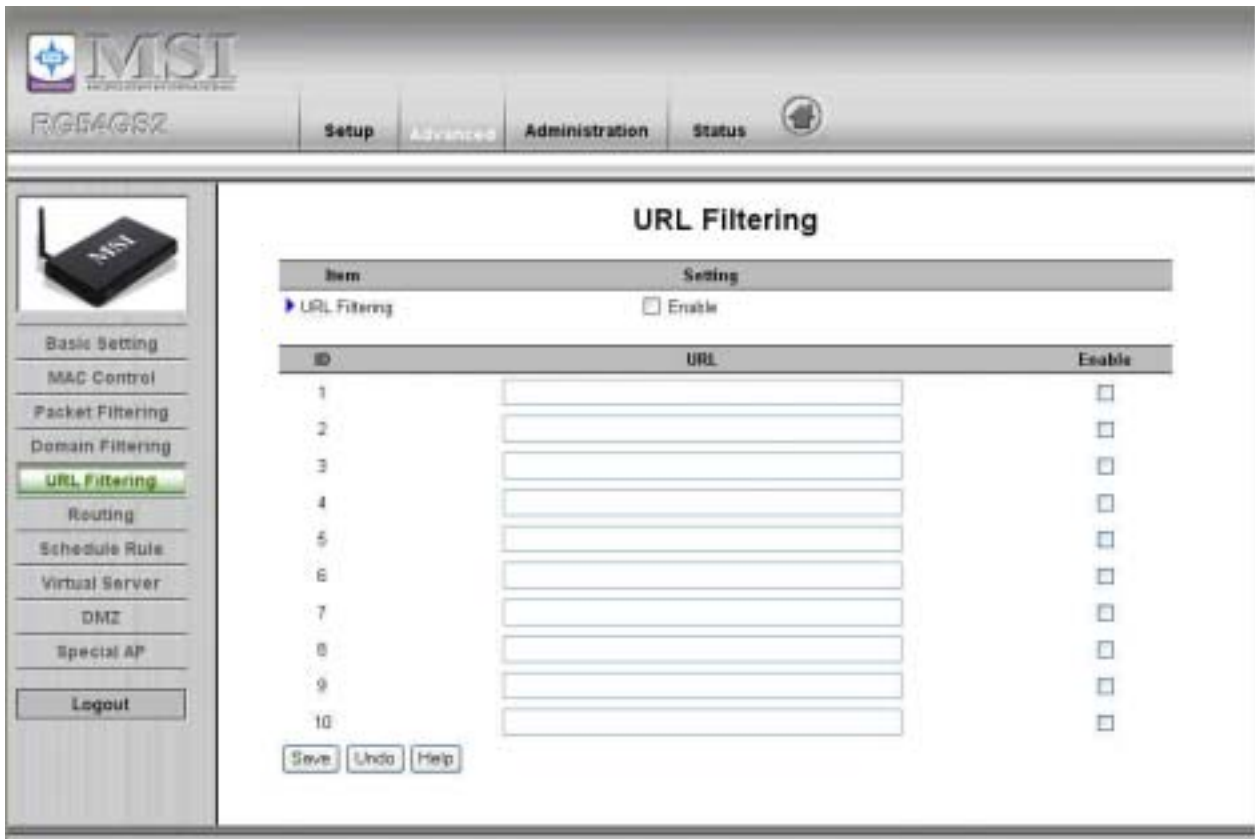 MSI
RG54GS2
Setup Advanced Administration Status
MSI
Basic Setting
MAC Control
Packet Filtering
Domain Filtering
URL Filtering
Routing
Schedule Rule
Virtual Server
DMZ
Special AP
Logout
URL Filtering
Item Setting
URL Filtering Enable
ID URL Enable
1
2
3
4
5
6
7
8
9
10
Save Undo Help